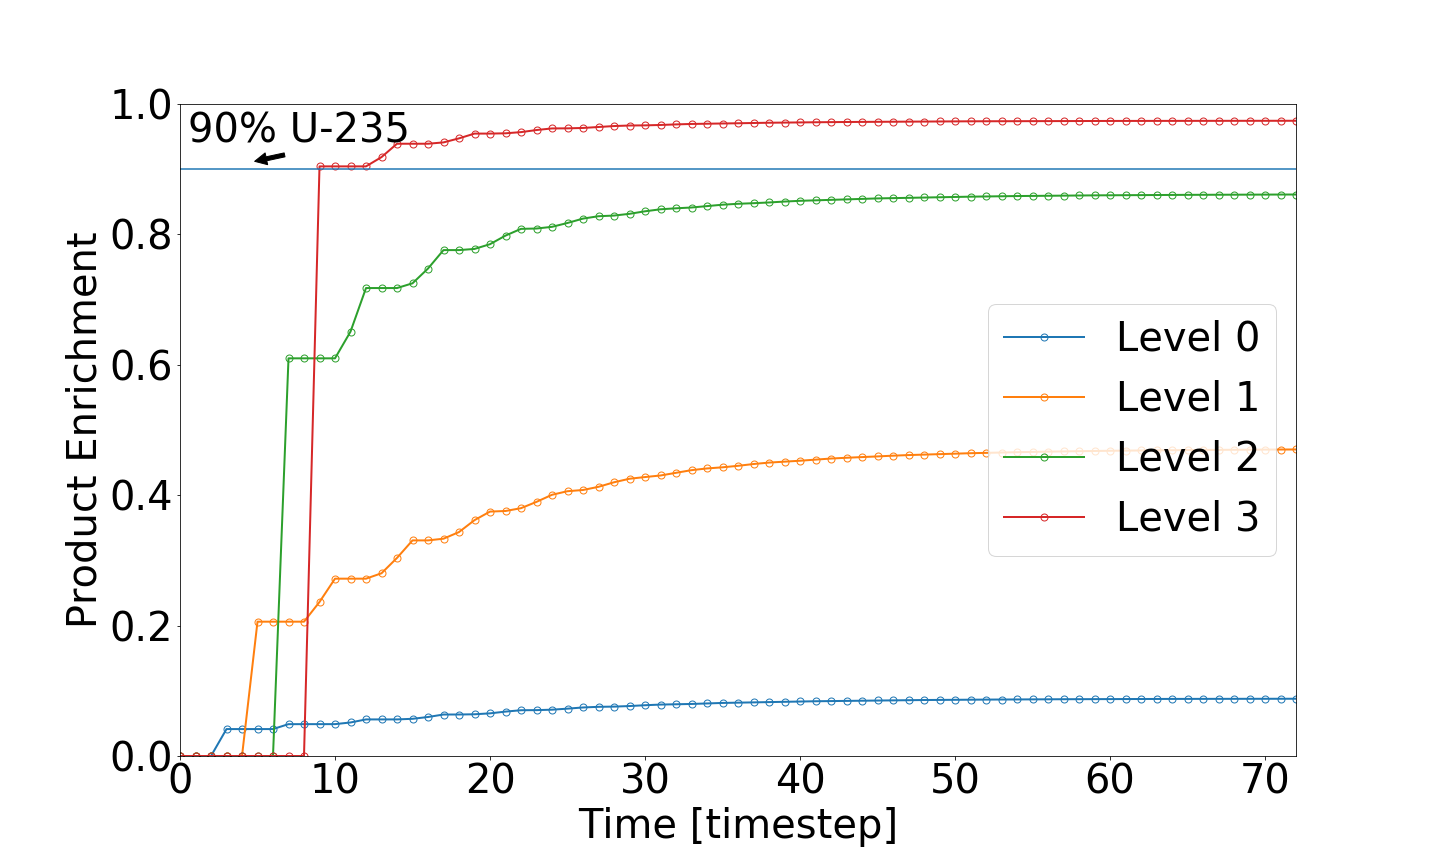 90% U-235
1.0
0.8
0.6
0.4
0.2
0.0
Product Enrichment
0 10 20 30 40 50 60 70
Time [timestep]
Level 0
Level 1
Level 2
Level 3